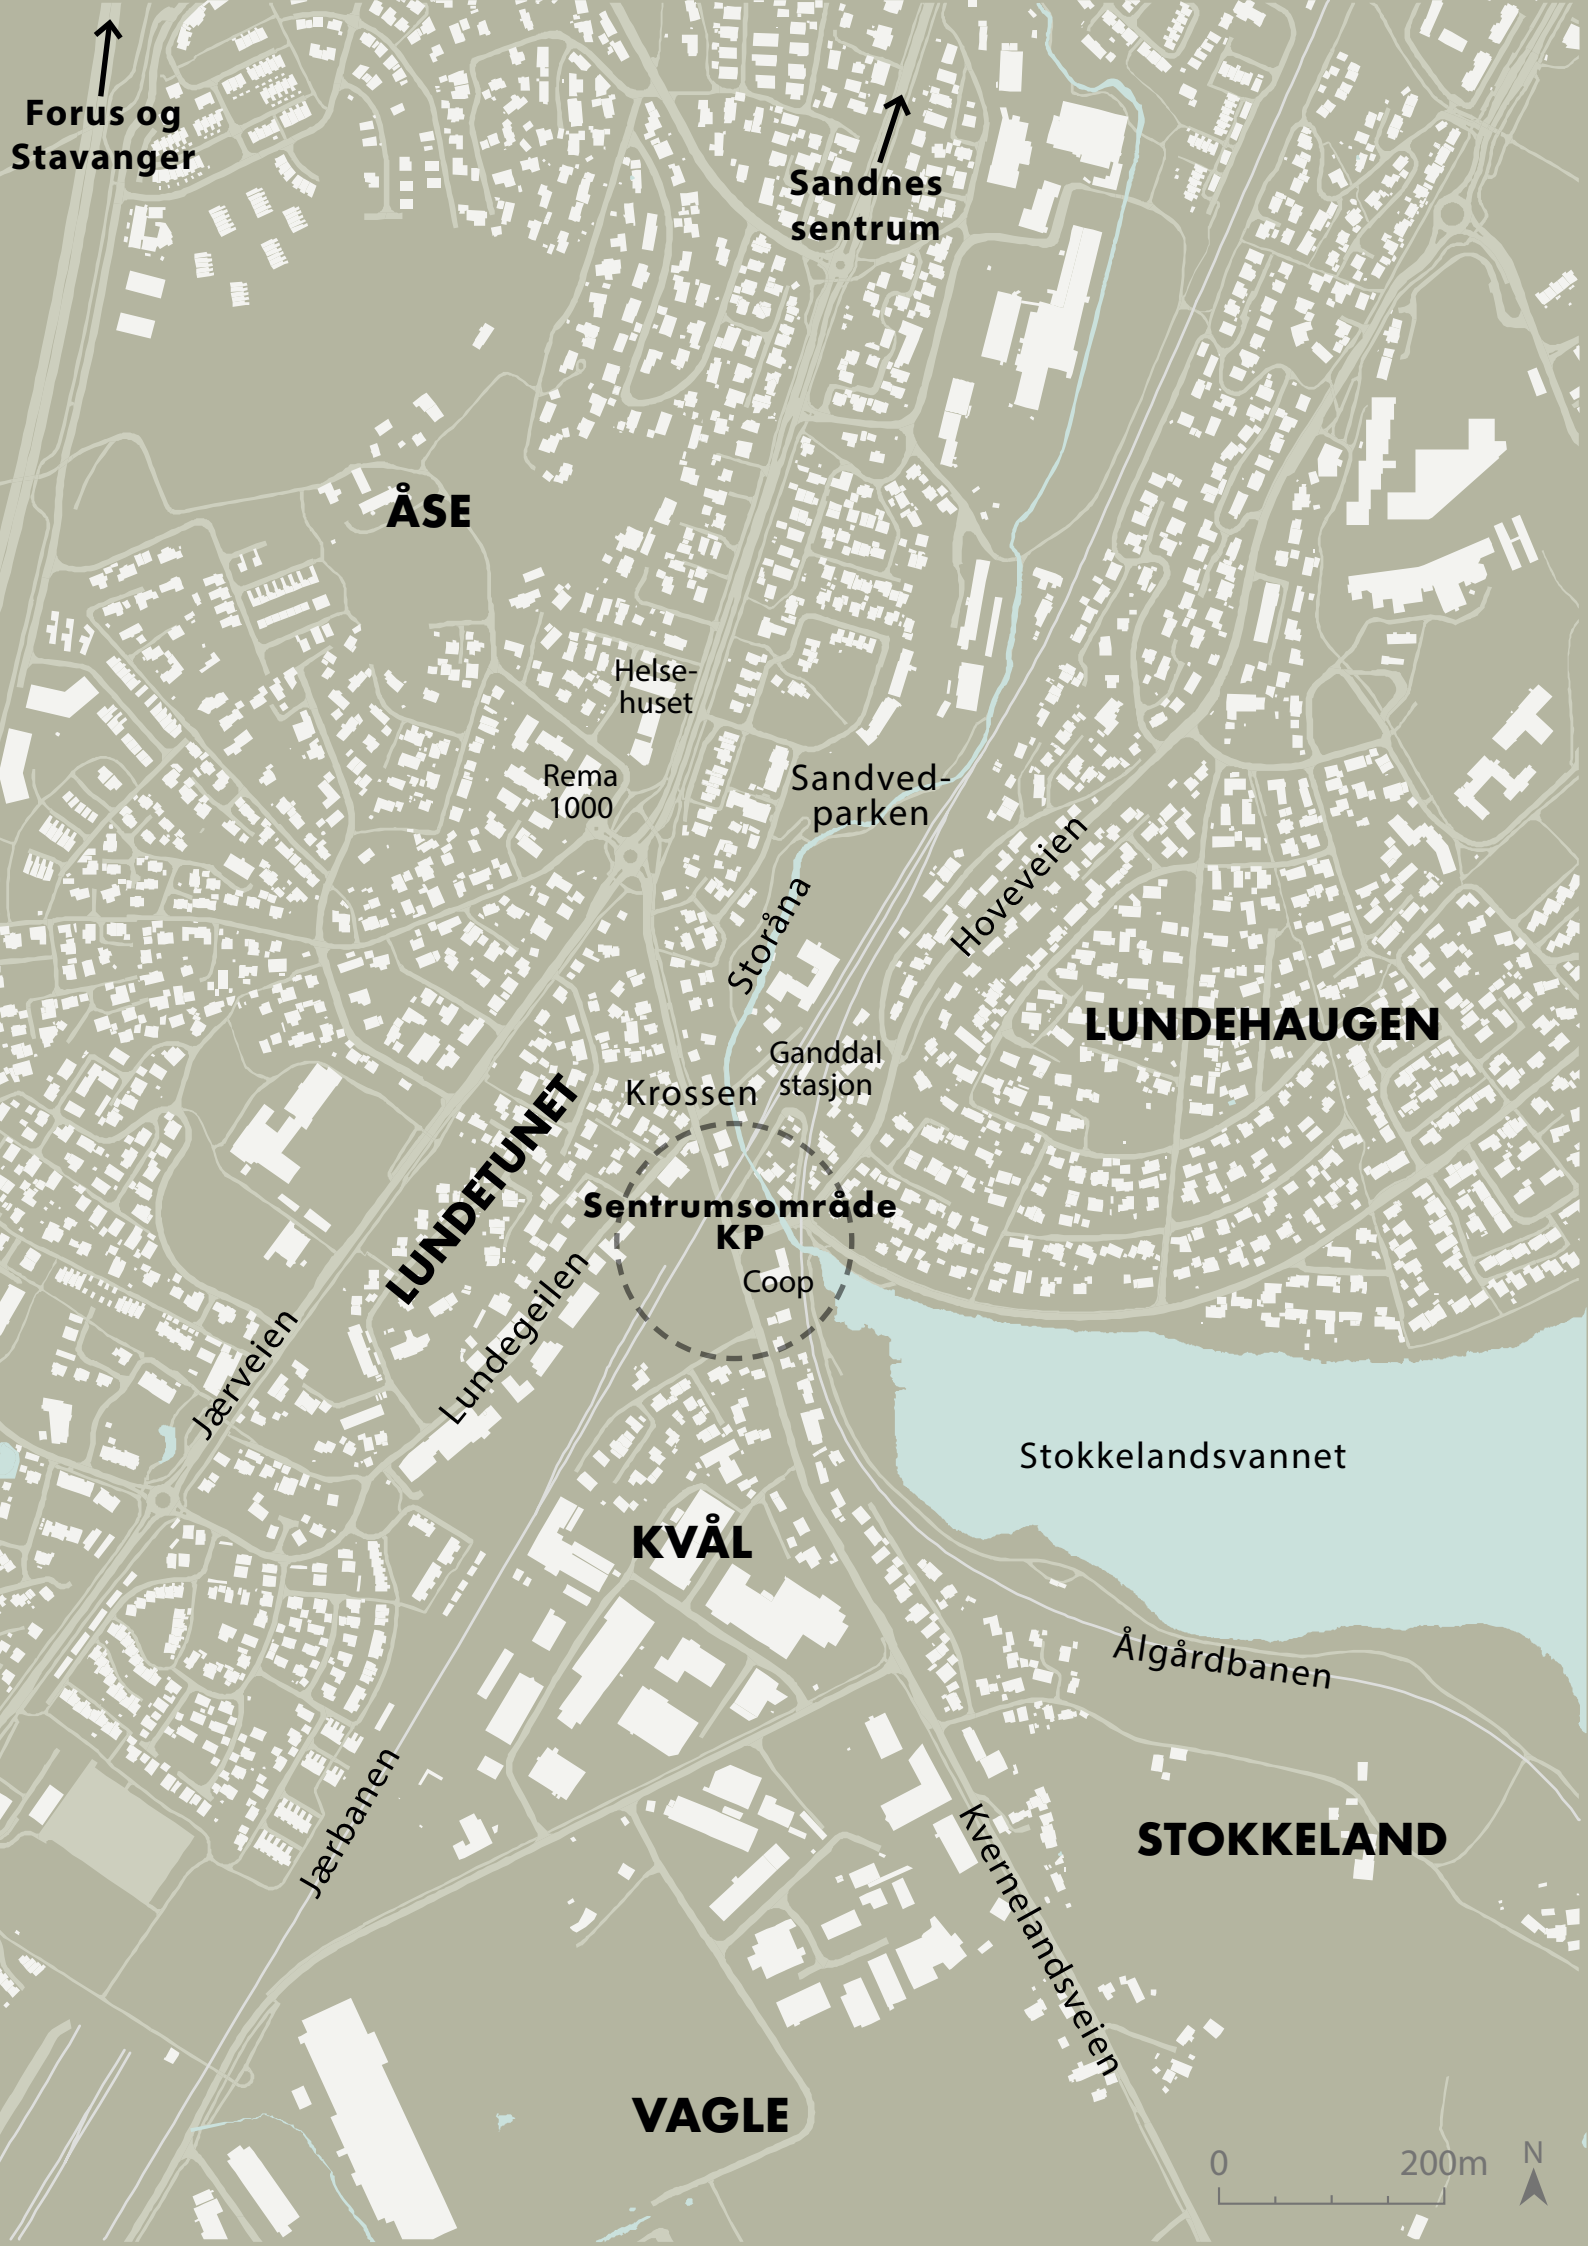 Forus og
Stavanger
Sandnes
sentrum
ÅSE
Helse-
huset
Rema
1000
Sandved-
parken
Hoveveien
Storåna
LUNDEHAUGEN
Ganddal
stasjon
Krossen
LUNDETUNET
Sentrumsområde
KP
Coop
Lundegeilen
Jærveien
Stokkelandsvannet
KVÅL
Ålgårdbanen
Jærbanen
STOKKELAND
Kvernelandsveien
VAGLE
0 200m N